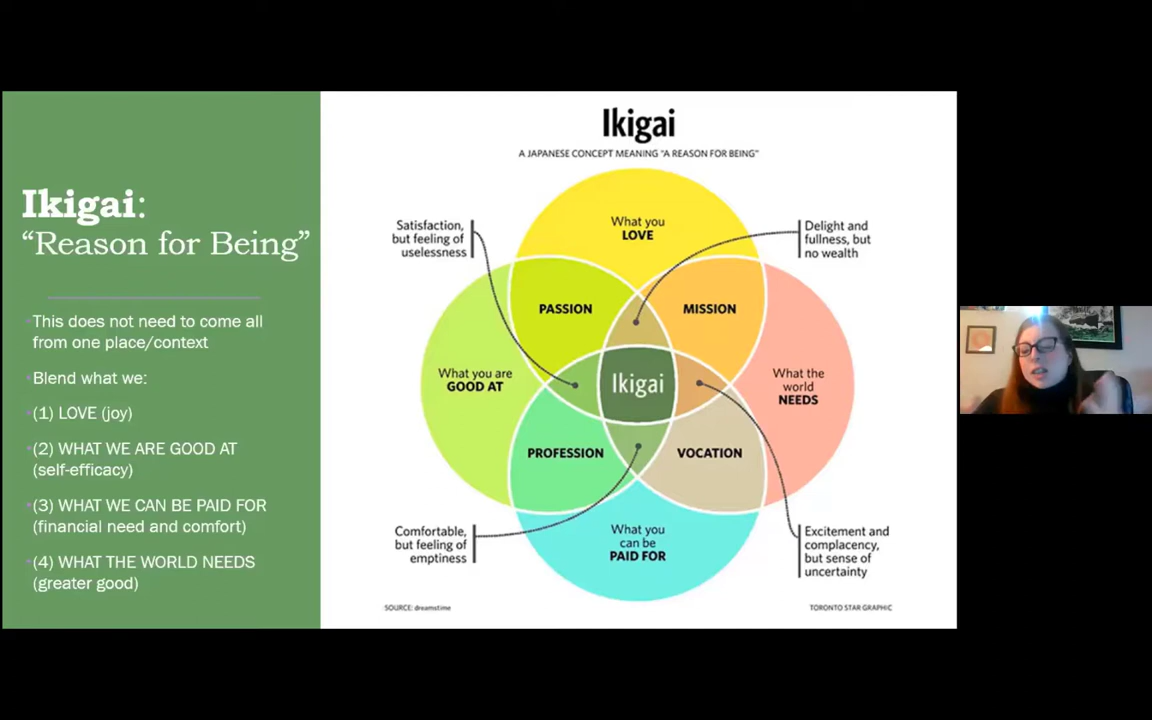 Ikigai:
“Reason for Being”
This does not need to come all
from one place/context
Blend what we:
(1) LOVE (joy)
(2) WHAT WE ARE GOOD AT
(self-efficacy)
(3) WHAT WE CAN BE PAID FOR
(financial need and comfort)
(4) WHAT THE WORLD NEEDS
(greater good)
Ikigai
A JAPANESE CONCEPT MEANING “A REASON FOR BEING”
Satisfaction,
but feeling of
uselessness
What you
LOVE
Delight and
fullness, but
no wealth
PASSION
MISSION
What you are
GOOD AT
Ikigai
What the
world
NEEDS
PROFESSION
VOCATION
Comfortable,
but feeling of
emptiness
What you
can be
PAID FOR
Excitement and
complacency,
but sense of
uncertainty
SOURCE: dreamstime
TORONTO STAR GRAPHIC